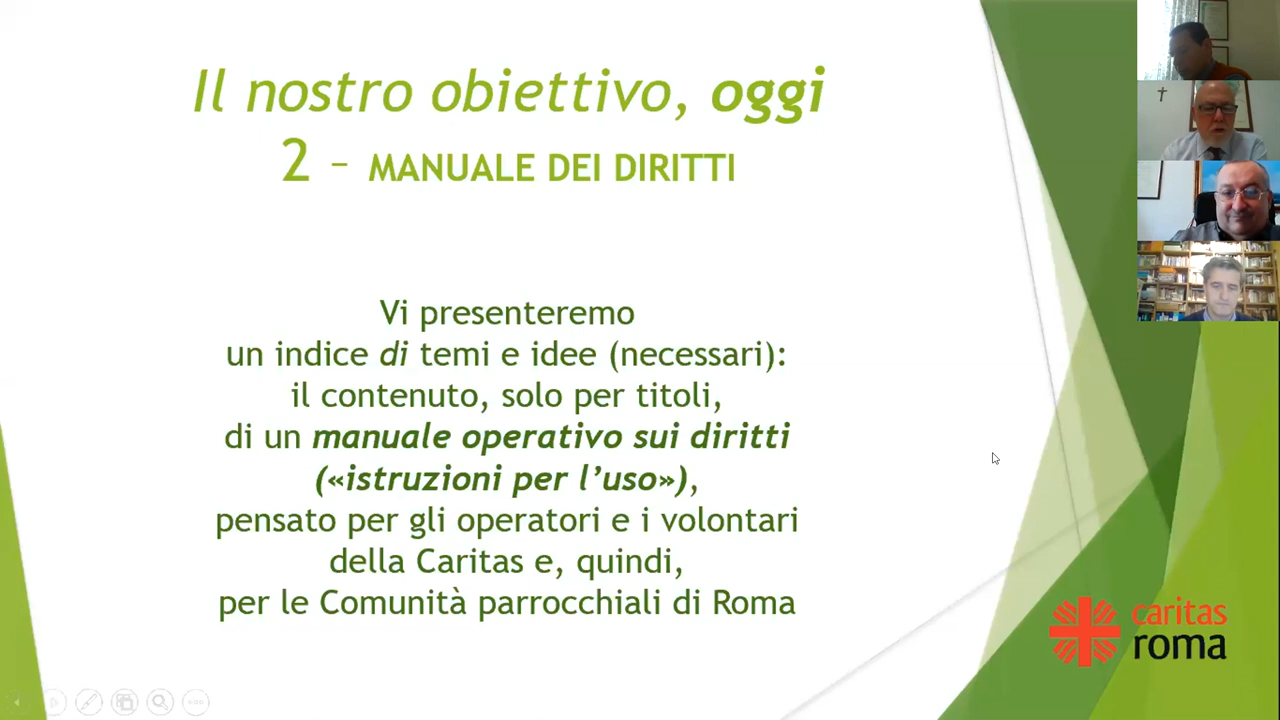 Il nostro obiettivo, oggi
2 – MANUALE DEI DIRITTI
Vi presenteremo
un indice di temi e idee (necessari):
il contenuto, solo per titoli,
di un manuale operativo sui diritti
(«istruzioni per l’uso»),
pensato per gli operatori e i volontari
della Caritas e, quindi,
per le Comunità parrocchiali di Roma
caritas
roma